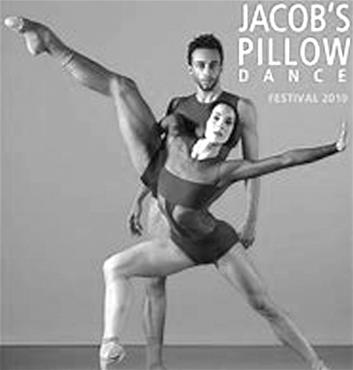 JACOB'S
PILLOW
DANCE
FESTIVAL 2010